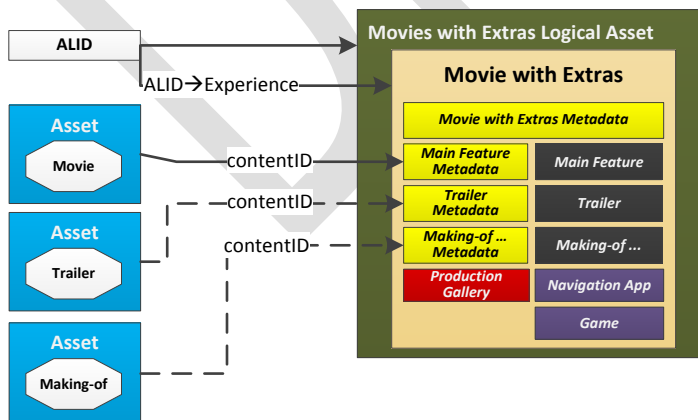 Movies with Extras Logical Asset
ALID
ALID→Experience
Movie with Extras
Movie with Extras Metadata
Asset
Movie
contentID
Main Feature
Metadata
Main Feature
Asset
Trailer
contentID
Trailer
Metadata
Trailer
contentID
Making-of ...
Metadata
Making-of ...
Production
Gallery
Navigation App
Game
Asset
Making-of